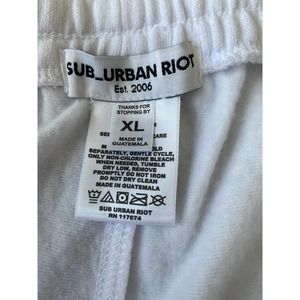 SUB_URBAN RIOT
Est. 2006
THANKS FOR
STOPPING BY
XL
MADE IN
GUATEMALA
SEPARATELY, GENTLE CYCLE,
ONLY NON-CHLORINE BLEACH
WHEN NEEDED, TUMBLE
DRY LOW, REMOVE
PROMPTLY DO NOT IRON
DO NOT DRY CLEAN
MADE IN GUATEMALA
SUB URBAN RIOT
RN 117674